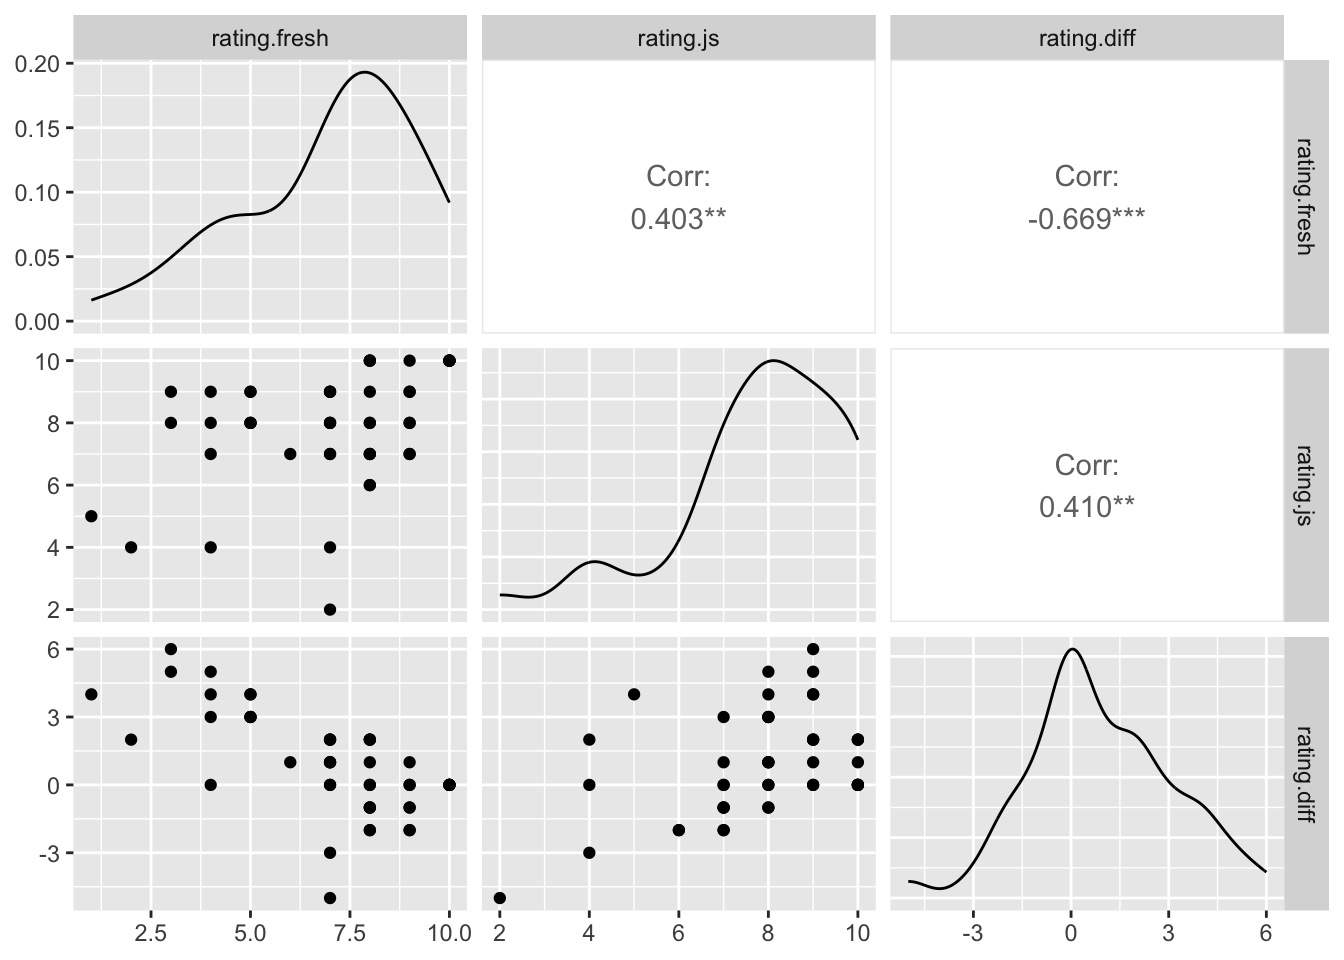 rating.fresh rating.js rating.diff
0.20
0.15
0.10
0.05
0.00
Corr:
0.403**
Corr:
-0.669***
rating.fresh
10
8
6
4
2
Corr:
0.410**
rating.js
6
3
0
-3
rating.diff
2.5 5.0 7.5 10.0 2 4 6 8 10 -3 0 3 6